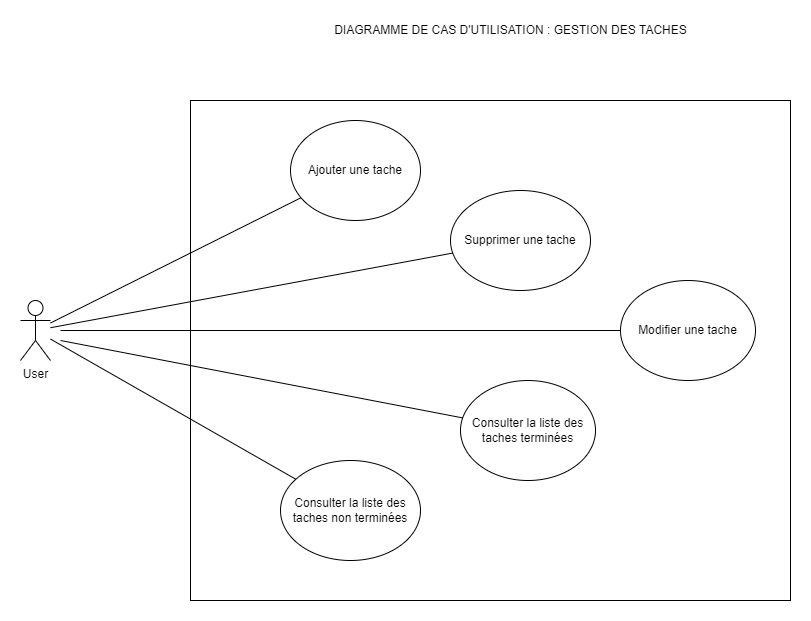 DIAGRAMME DE CAS D'UTILISATION : GESTION DES TACHES
Ajouter une tache
Supprimer une tache
Modifier une tache
User
Consulter la liste des
taches terminées
Consulter la liste des
taches non terminées